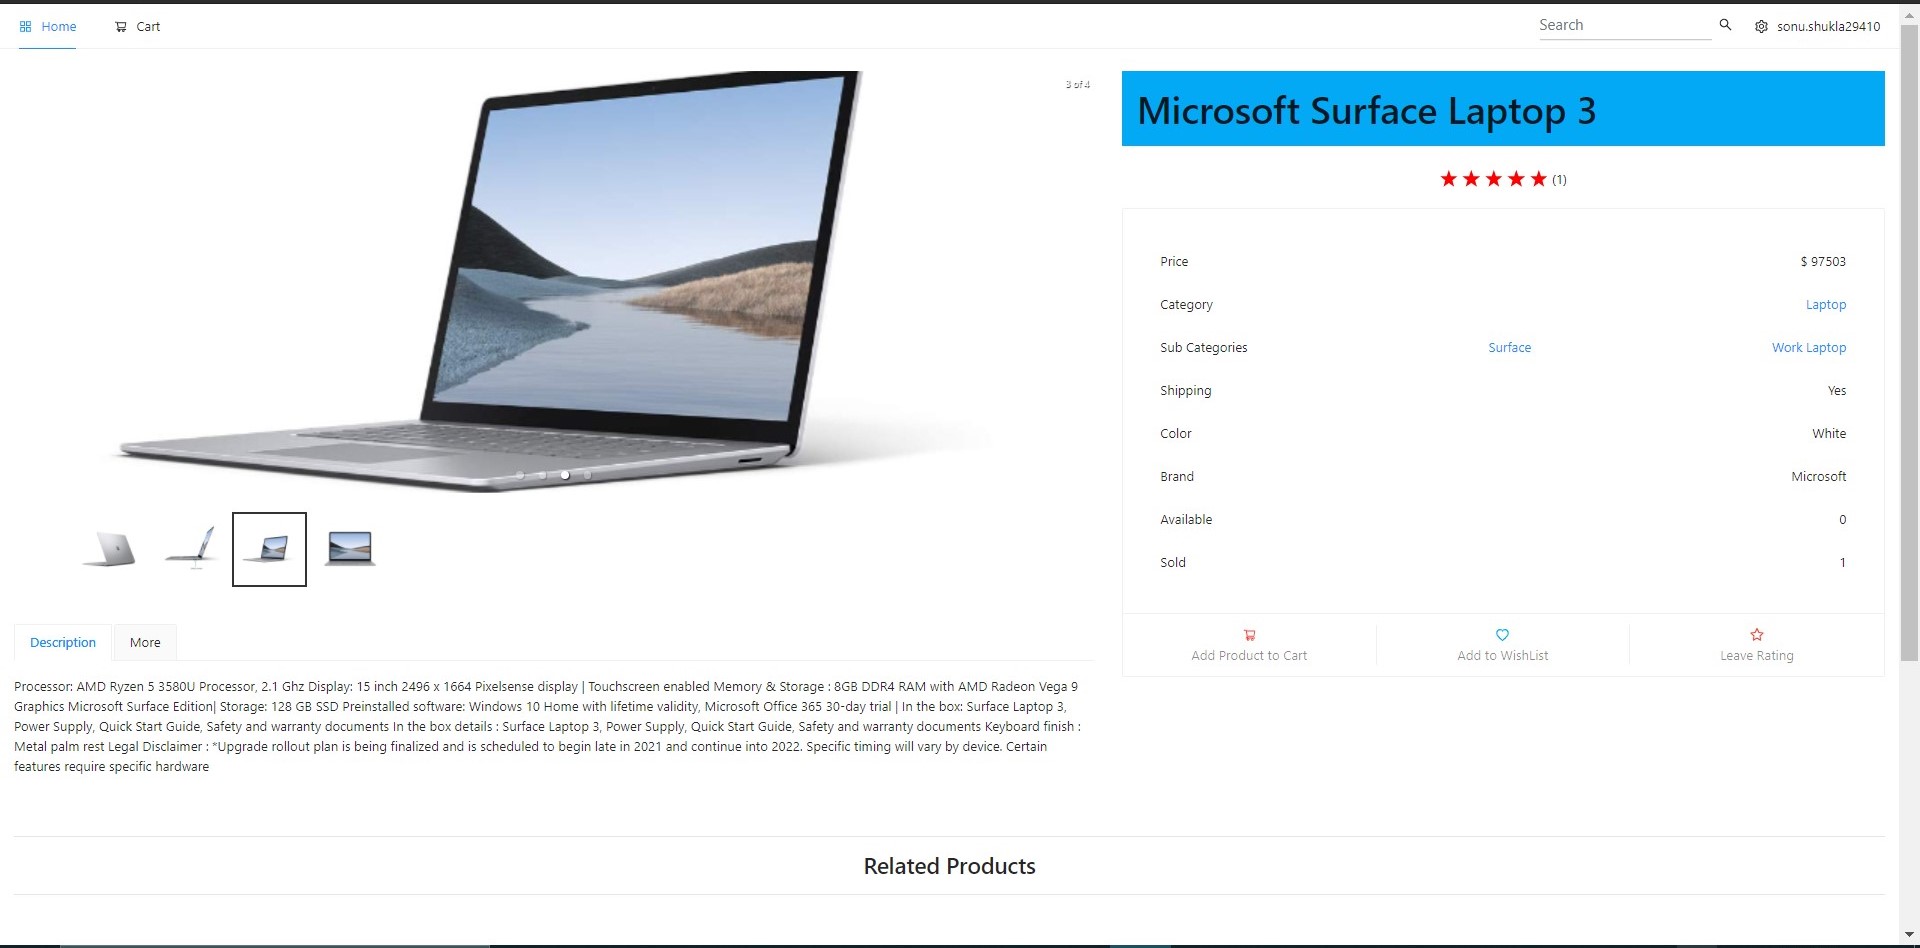 Home
Cart
Search
sonu.shukla29410
3 of 4
Microsoft Surface Laptop 3
(1)
Price $ 97503
Category Laptop
Sub Categories Surface Work Laptop
Shipping Yes
Color White
Brand Microsoft
Available 0
Sold 1
Add Product to Cart
Add to WishList
Leave Rating
Description
More
Processor: AMD Ryzen 5 3580U Processor, 2.1 Ghz Display: 15 inch 2496 x 1664 Pixelsense display | Touchscreen enabled Memory & Storage : 8GB DDR4 RAM with AMD Radeon Vega 9
Graphics Microsoft Surface Edition| Storage: 128 GB SSD Preinstalled software: Windows 10 Home with lifetime validity, Microsoft Office 365 30-day trial | In the box: Surface Laptop 3,
Power Supply, Quick Start Guide, Safety and warranty documents In the box details : Surface Laptop 3, Power Supply, Quick Start Guide, Safety and warranty documents Keyboard finish :
Metal palm rest Legal Disclaimer : *Upgrade rollout plan is being finalized and is scheduled to begin late in 2021 and continue into 2022. Specific timing will vary by device. Certain
features require specific hardware
Related Products